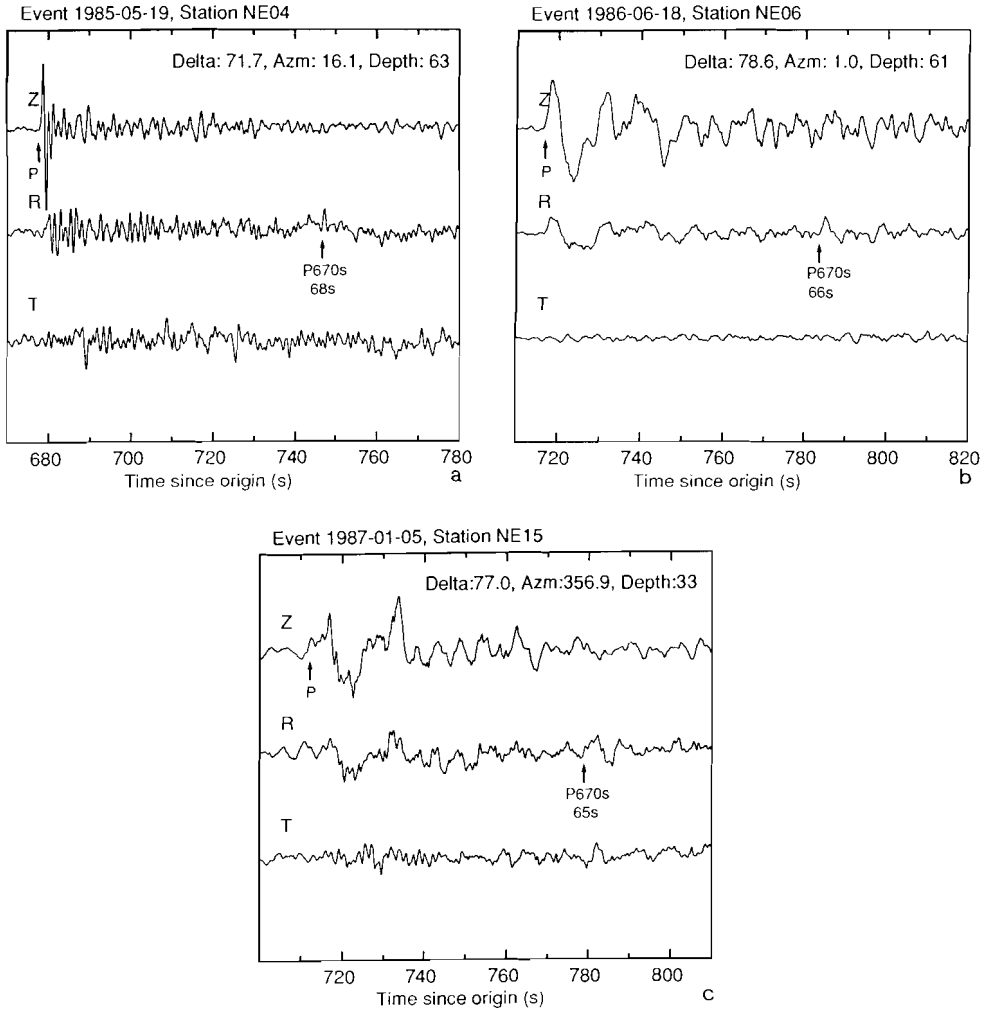 Event 1985-05-19, Station NE04
Delta: 71.7, Azm: 16.1, Depth: 63
Z
P
R
P670s
68s
T
680 700 720 740 760 780
Time since origin (s)
a
Event 1986-06-18, Station NE06
Delta: 78.6, Azm: 1.0, Depth: 61
Z
P
R
P670s
66s
T
720 740 760 780 800 820
Time since origin (s)
b
Event 1987-01-05, Station NE15
Delta:77.0, Azm:356.9, Depth:33
Z
P
R
P670s
65s
T
720 740 760 780 800
Time since origin (s)
c